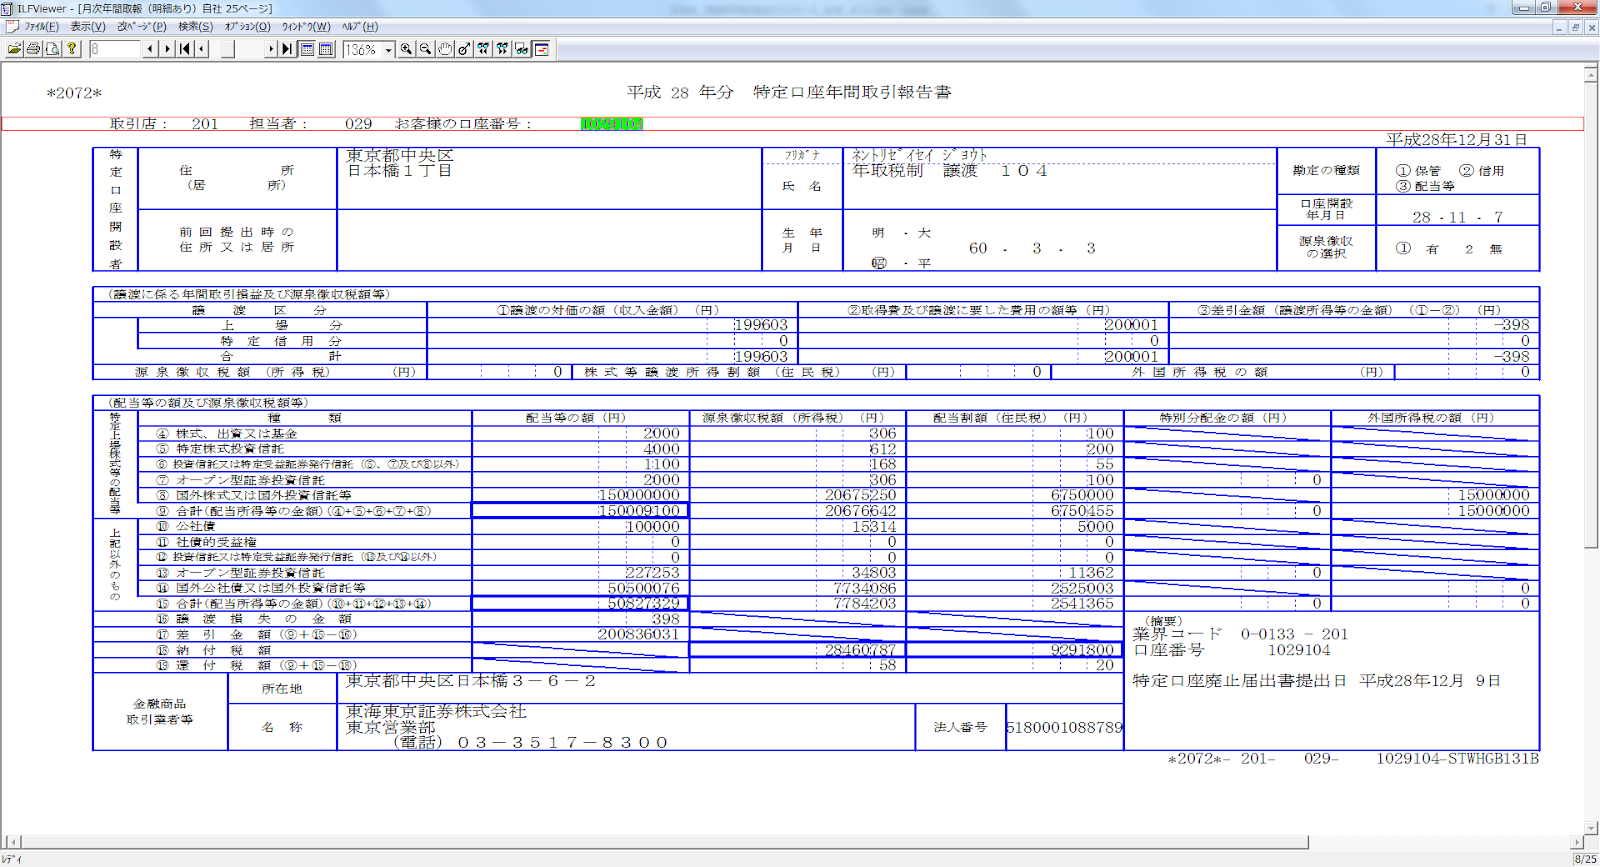 ILFViewer - [月次年間取報（明細あり）自社 25ページ]
ﾌｧｲﾙ(F) 表示(V) 改ﾍﾟｰｼﾞ(P) 検索(S) ｵﾌﾟｼｮﾝ(O) ｳｨﾝﾄﾞｳ(W) ﾍﾙﾌﾟ(H)
8 136%
*2072* 平成 28 年分 特定口座年間取引報告書
取引店： 201 担当者： 029 お客様の口座番号：
平成28年12月31日
特定口座開設者
住 所
（居 所）
東京都中央区
日本橋１丁目
ﾌﾘｶﾞﾅ ﾈﾝﾄﾘｾﾞｲｾｲ ｼﾞｮｳﾄ
氏 名 年取税制 譲渡 １０４
勘定の種類 ① 保管 ② 信用
③ 配当等
前回提出時の
住所又は居所
生 年
月 日
明 ・ 大
㊼ ・ 平
60 . 3 . 3
口座開設
年月日
28 . 11 . 7
源泉徴収
の選択
① 有 2 無
（譲渡に係る年間取引損益及び源泉徴収税額等）
譲 渡 区 分 ①譲渡の対価の額（収入金額）（円） ②取得費及び譲渡に要した費用の額等（円） ③差引金額（譲渡所得等の金額）（①－②）（円）
上 場 分 199603 200001 -398
特 定 信 用 分 0 0 0
合 計 199603 200001 -398
源泉徴収税額（所得税） （円） 0 株式等譲渡所得割額（住民税） （円） 0 外国所得税の額 （円） 0
（配当等の額及び源泉徴収税額等）
種 類 配当等の額（円） 源泉徴収税額（所得税）（円） 配当割額（住民税）（円） 特別分配金の額（円） 外国所得税の額（円）
特定上場株式等の配当等
④ 株式、出資又は基金 2000 306 100
⑤ 特定株式投資信託 4000 612 200
⑥ 投資信託又は特定受益証券発行信託（⑤、⑦及び⑧以外） 1100 168 55
⑦ オープン型証券投資信託 2000 306 100 0
⑧ 国外株式又は国外投資信託等 150000000 20675250 6750000 15000000
⑨ 合計（配当所得等の金額）（④+⑤+⑥+⑦+⑧） 150009100 20676642 6750455 0 15000000
上記以外のもの
⑩ 公社債 100000 15314 5000
⑪ 社債的受益権 0 0 0
⑫ 投資信託又は特定受益証券発行信託（⑬及び⑭以外） 0 0 0
⑬ オープン型証券投資信託 227253 34803 11362 0
⑭ 国外公社債又は国外投資信託等 50500076 7734086 2525003 0
⑮ 合計（配当所得等の金額）（⑩+⑪+⑫+⑬+⑭） 50827329 7784203 2541365 0 0
⑯ 譲渡損失の金額 398
⑰ 差引金額（⑨＋⑮－⑯） 200836031
⑱ 納付税額 28460787 9291800
⑲ 還付税額（⑨＋⑮－⑱） 58 20
（摘要）
業界コード 0-0133 - 201
口座番号 1029104
特定口座廃止届出書提出日 平成28年12月 9日
金融商品
取引業者等
所在地 東京都中央区日本橋３－６－２
名 称
東海東京証券株式会社
東京営業部
（電話）０３－３５１７－８３００
法人番号 5180001088789
*2072*- 201- 029- 1029104-STWHGB131B
ﾚﾃﾞｨ 8/25